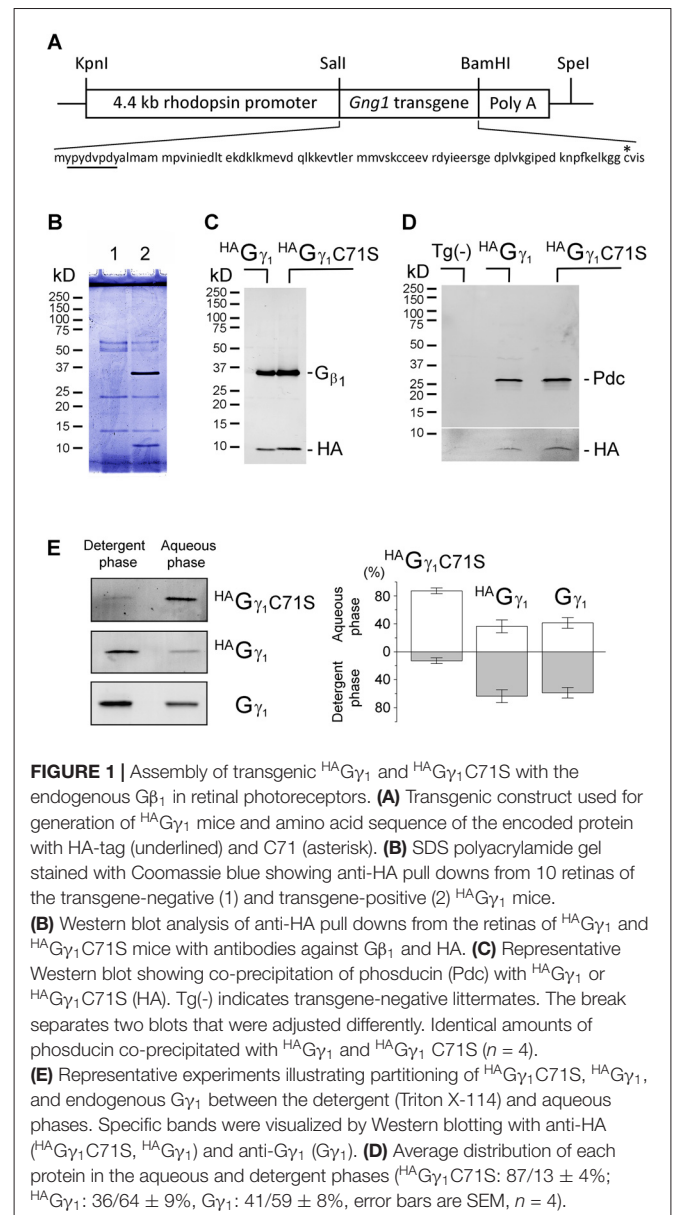 A
KpnI SalI BamHI SpeI
4.4 kb rhodopsin promoter Gng1 transgene Poly A
*
mypydvpdyalmam mpviniedlt ekdklkmevd qlkkevtler mmvskcceev rdyieersge dplvkgiped knpfkelkgg cvis
B
1 2
kD
250
150
100
75
50
37
25
20
15
10
C
HAGγ1 HAGγ1C71S
kD
250
150
100
75
50
37
25
20
15
10
-Gβ1
- HA
D
Tg(-) HAGγ1 HAGγ1C71S
kD
250
150
100
75
50
37
25
20
15
10
-Pdc
- HA
E
Detergent phase Aqueous phase
HAGγ1C71S
HAGγ1
Gγ1
HAGγ1C71S
(%) HAGγ1 Gγ1
80
40
0
40
80
Aqueous phase
Detergent phase
FIGURE 1 | Assembly of transgenic HAGγ1 and HAGγ1C71S with the
endogenous Gβ1 in retinal photoreceptors. (A) Transgenic construct used for
generation of HAGγ1 mice and amino acid sequence of the encoded protein
with HA-tag (underlined) and C71 (asterisk). (B) SDS polyacrylamide gel
stained with Coomassie blue showing anti-HA pull downs from 10 retinas of
the transgene-negative (1) and transgene-positive (2) HAGγ1 mice.
(B) Western blot analysis of anti-HA pull downs from the retinas of HAGγ1 and
HAGγ1C71S mice with antibodies against Gβ1 and HA. (C) Representative
Western blot showing co-precipitation of phosducin (Pdc) with HAGγ1 or
HAGγ1C71S (HA). Tg(-) indicates transgene-negative littermates. The break
separates two blots that were adjusted differently. Identical amounts of
phosducin co-precipitated with HAGγ1 and HAGγ1 C71S (n = 4).
(E) Representative experiments illustrating partitioning of HAGγ1C71S, HAGγ1,
and endogenous Gγ1 between the detergent (Triton X-114) and aqueous
phases. Specific bands were visualized by Western blotting with anti-HA
(HAGγ1C71S, HAGγ1) and anti-Gγ1 (Gγ1). (D) Average distribution of each
protein in the aqueous and detergent phases (HAGγ1C71S: 87/13 ± 4%;
HAGγ1: 36/64 ± 9%, Gγ1: 41/59 ± 8%, error bars are SEM, n = 4).